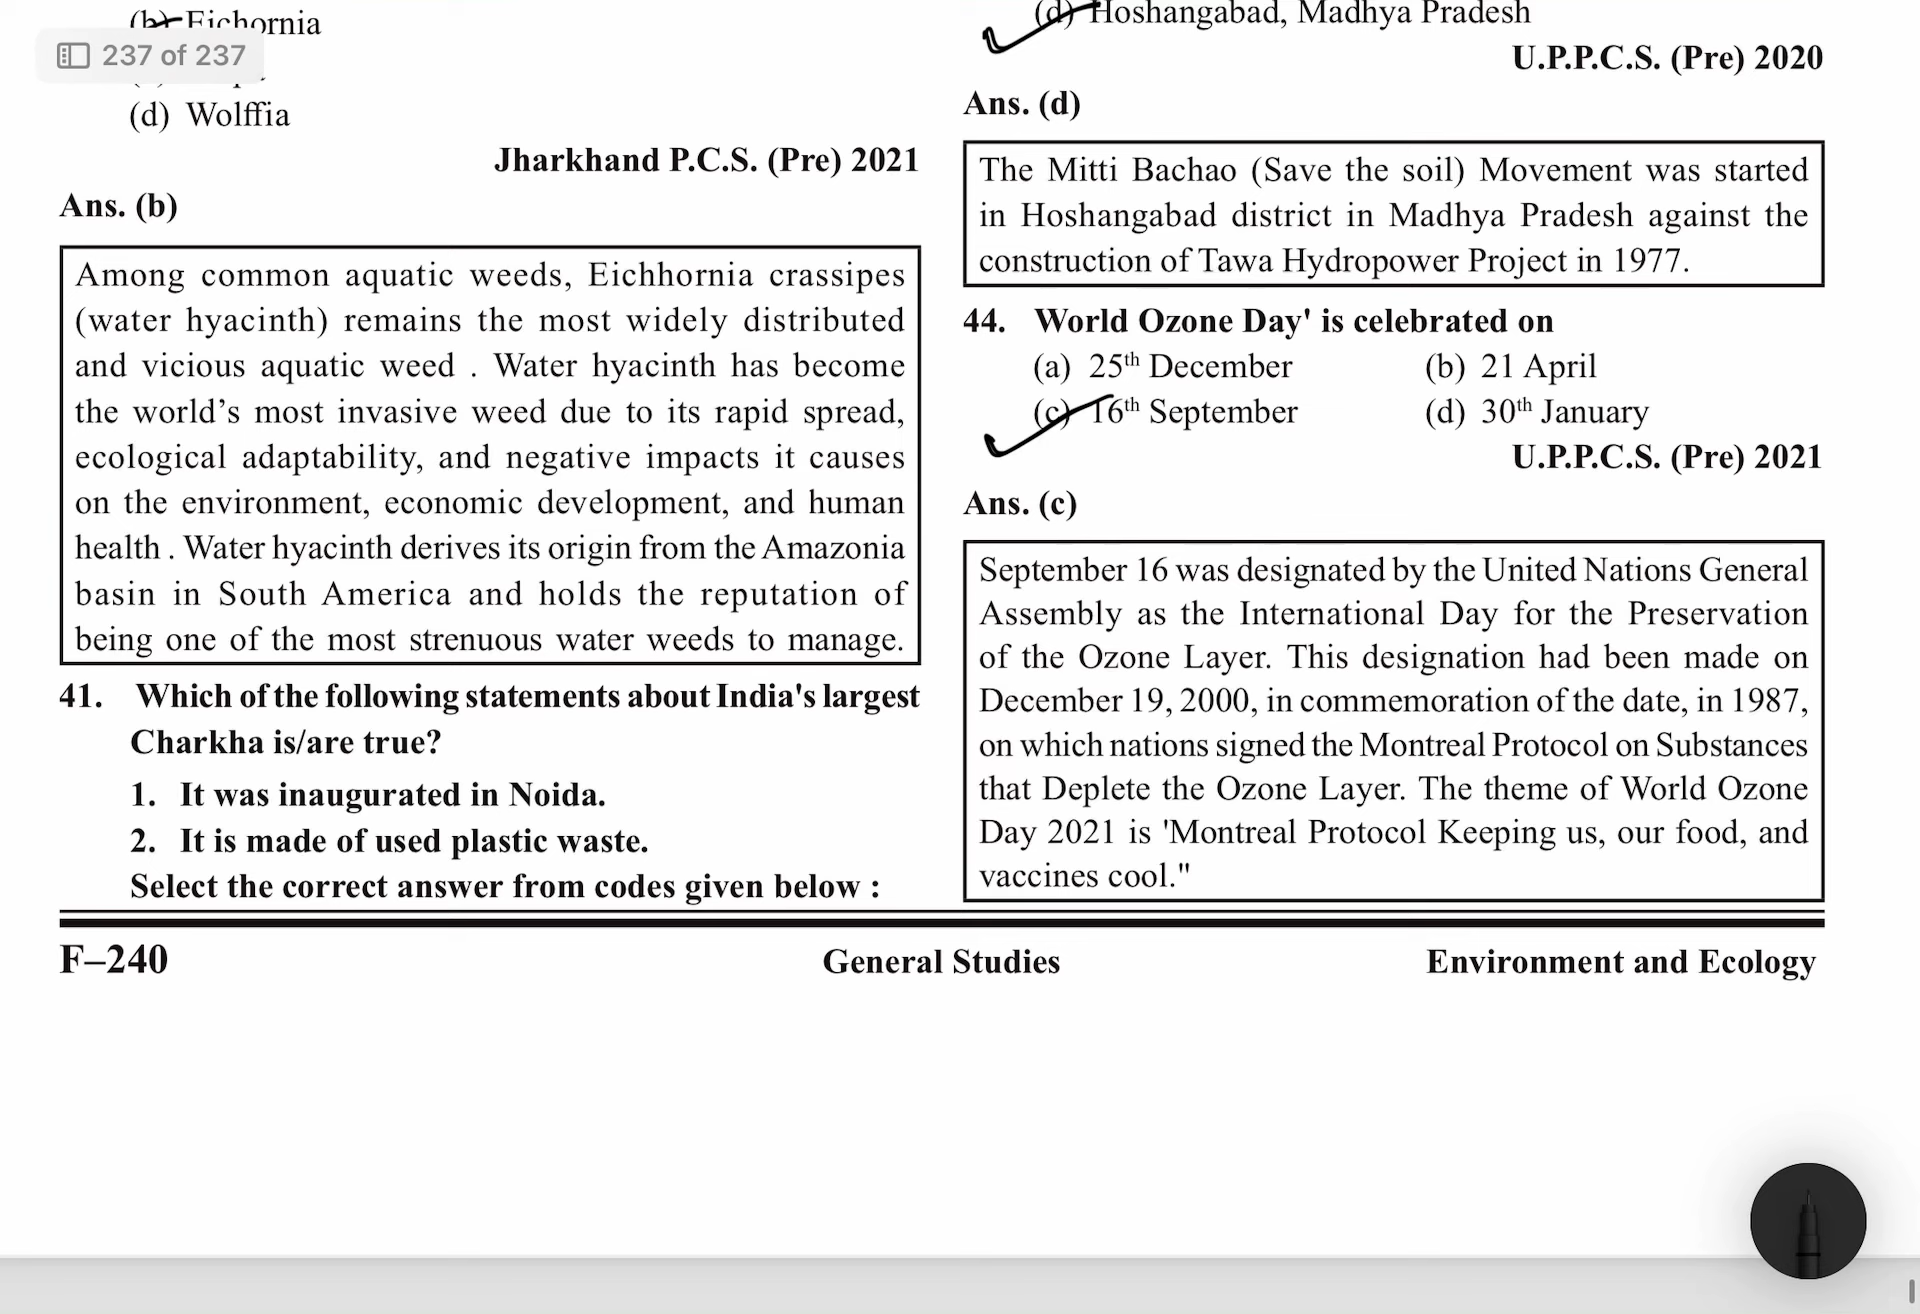 (b) Eichornia
237 of 237
(d) Wolffia
Jharkhand P.C.S. (Pre) 2021
Ans. (b)
Among common aquatic weeds, Eichhornia crassipes
(water hyacinth) remains the most widely distributed
and vicious aquatic weed . Water hyacinth has become
the world’s most invasive weed due to its rapid spread,
ecological adaptability, and negative impacts it causes
on the environment, economic development, and human
health . Water hyacinth derives its origin from the Amazonia
basin in South America and holds the reputation of
being one of the most strenuous water weeds to manage.
41. Which of the following statements about India's largest
Charkha is/are true?
1. It was inaugurated in Noida.
2. It is made of used plastic waste.
Select the correct answer from codes given below :
(d) Hoshangabad, Madhya Pradesh
U.P.P.C.S. (Pre) 2020
Ans. (d)
The Mitti Bachao (Save the soil) Movement was started
in Hoshangabad district in Madhya Pradesh against the
construction of Tawa Hydropower Project in 1977.
44. World Ozone Day' is celebrated on
(a) 25th December (b) 21 April
(c) 16th September (d) 30th January
U.P.P.C.S. (Pre) 2021
Ans. (c)
September 16 was designated by the United Nations General
Assembly as the International Day for the Preservation
of the Ozone Layer. This designation had been made on
December 19, 2000, in commemoration of the date, in 1987,
on which nations signed the Montreal Protocol on Substances
that Deplete the Ozone Layer. The theme of World Ozone
Day 2021 is 'Montreal Protocol Keeping us, our food, and
vaccines cool."
F–240 General Studies Environment and Ecology